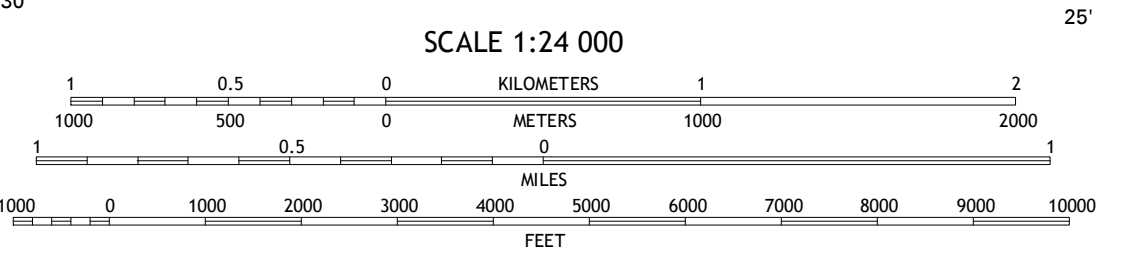 30
25'
SCALE 1:24 000
1 0.5 0 KILOMETERS 1 2
1000 500 0 METERS 1000 2000
1 0.5 0 1
MILES
1000 0 1000 2000 3000 4000 5000 6000 7000 8000 9000 10000
FEET